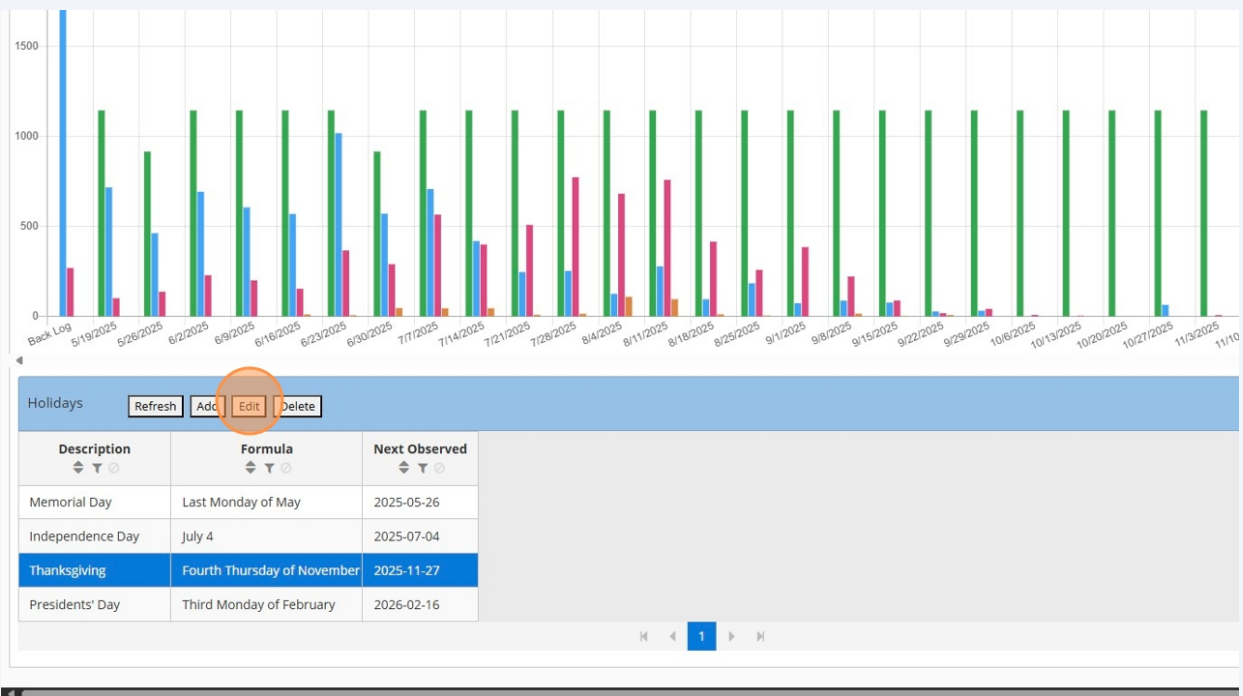 1500
1000
500
0
Back Log 5/19/2025 5/26/2025 6/2/2025 6/9/2025 6/16/2025 6/23/2025 6/30/2025 7/7/2025 7/14/2025 7/21/2025 7/28/2025 8/4/2025 8/11/2025 8/18/2025 8/25/2025 9/1/2025 9/8/2025 9/15/2025 9/22/2025 9/29/2025 10/6/2025 10/13/2025 10/20/2025 10/27/2025 11/3/2025 11/10
Holidays Refresh Add Edit Delete
Description Formula Next Observed
Memorial Day Last Monday of May 2025-05-26
Independence Day July 4 2025-07-04
Thanksgiving Fourth Thursday of November 2025-11-27
Presidents' Day Third Monday of February 2026-02-16
1